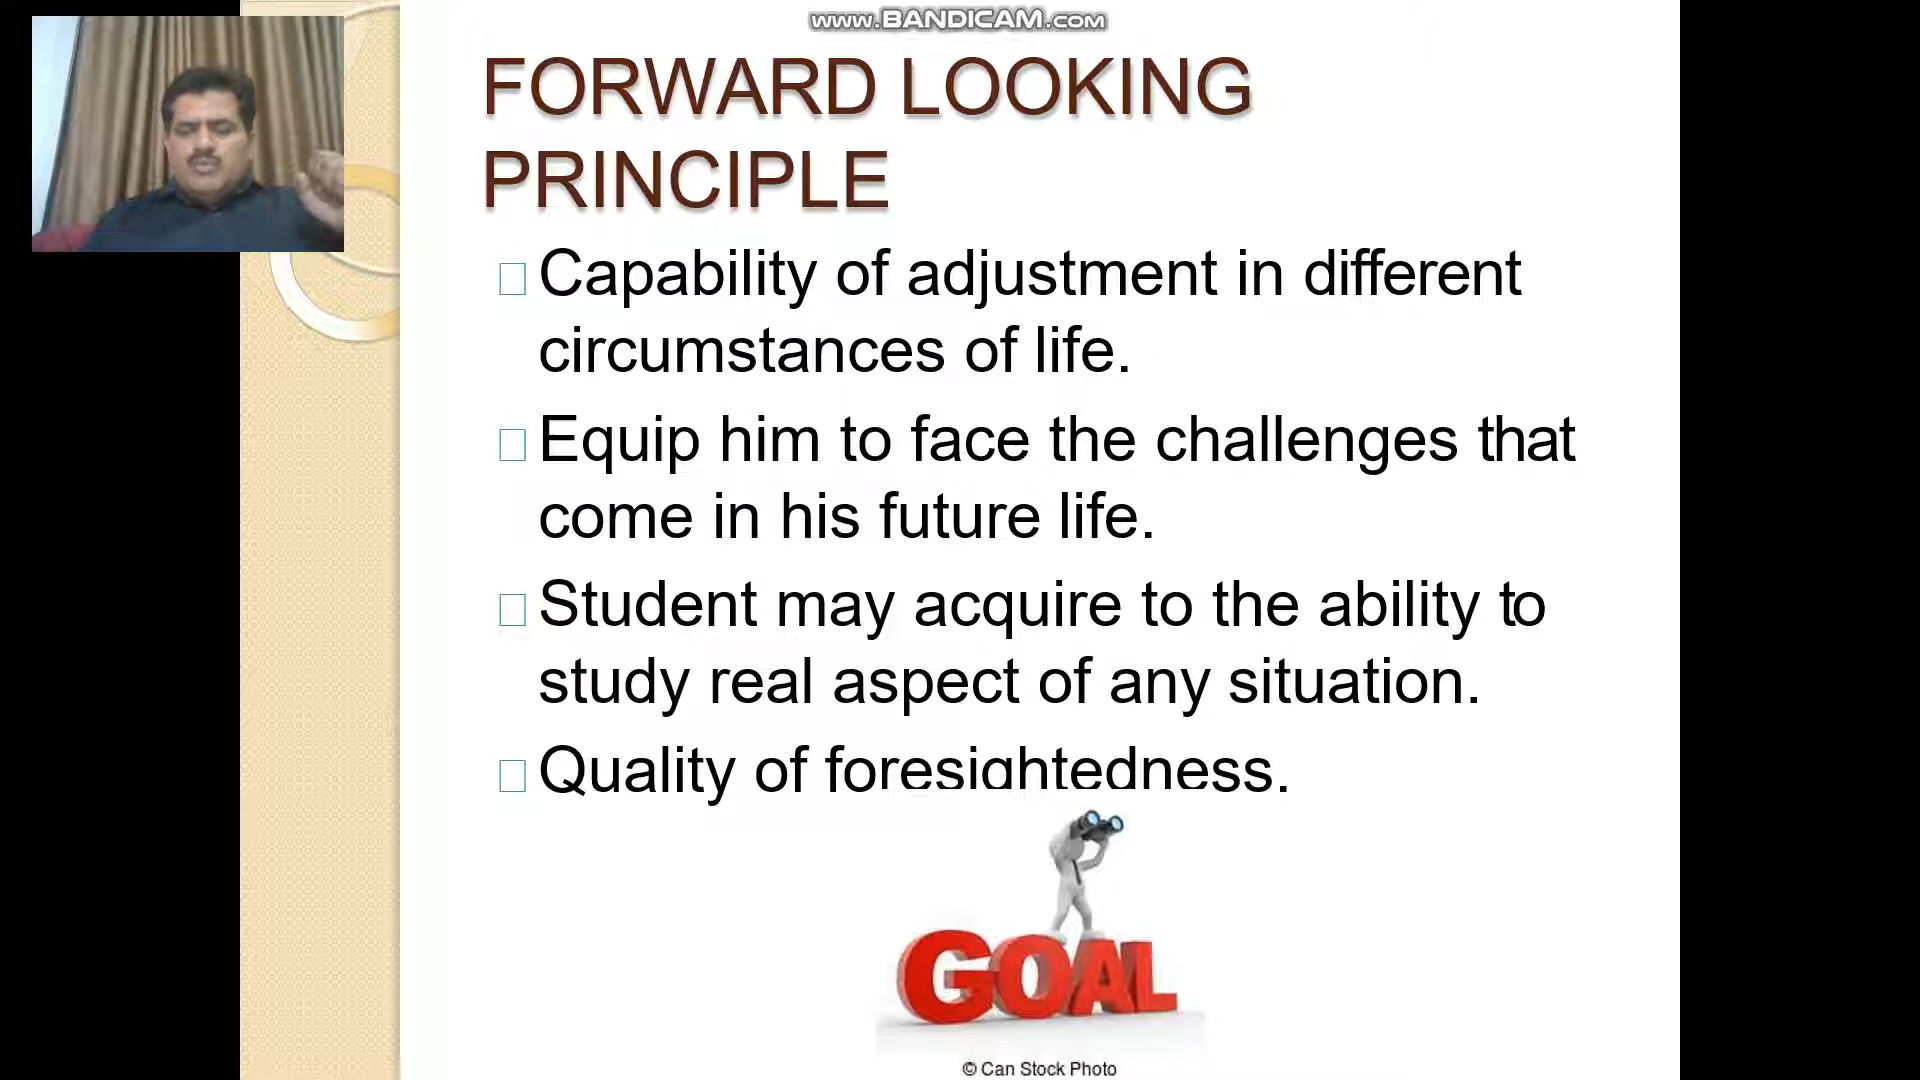 www.BANDICAM.com
FORWARD LOOKING
PRINCIPLE
Capability of adjustment in different
circumstances of life.
Equip him to face the challenges that
come in his future life.
Student may acquire to the ability to
study real aspect of any situation.
Quality of foresightedness.
GOAL
© Can Stock Photo